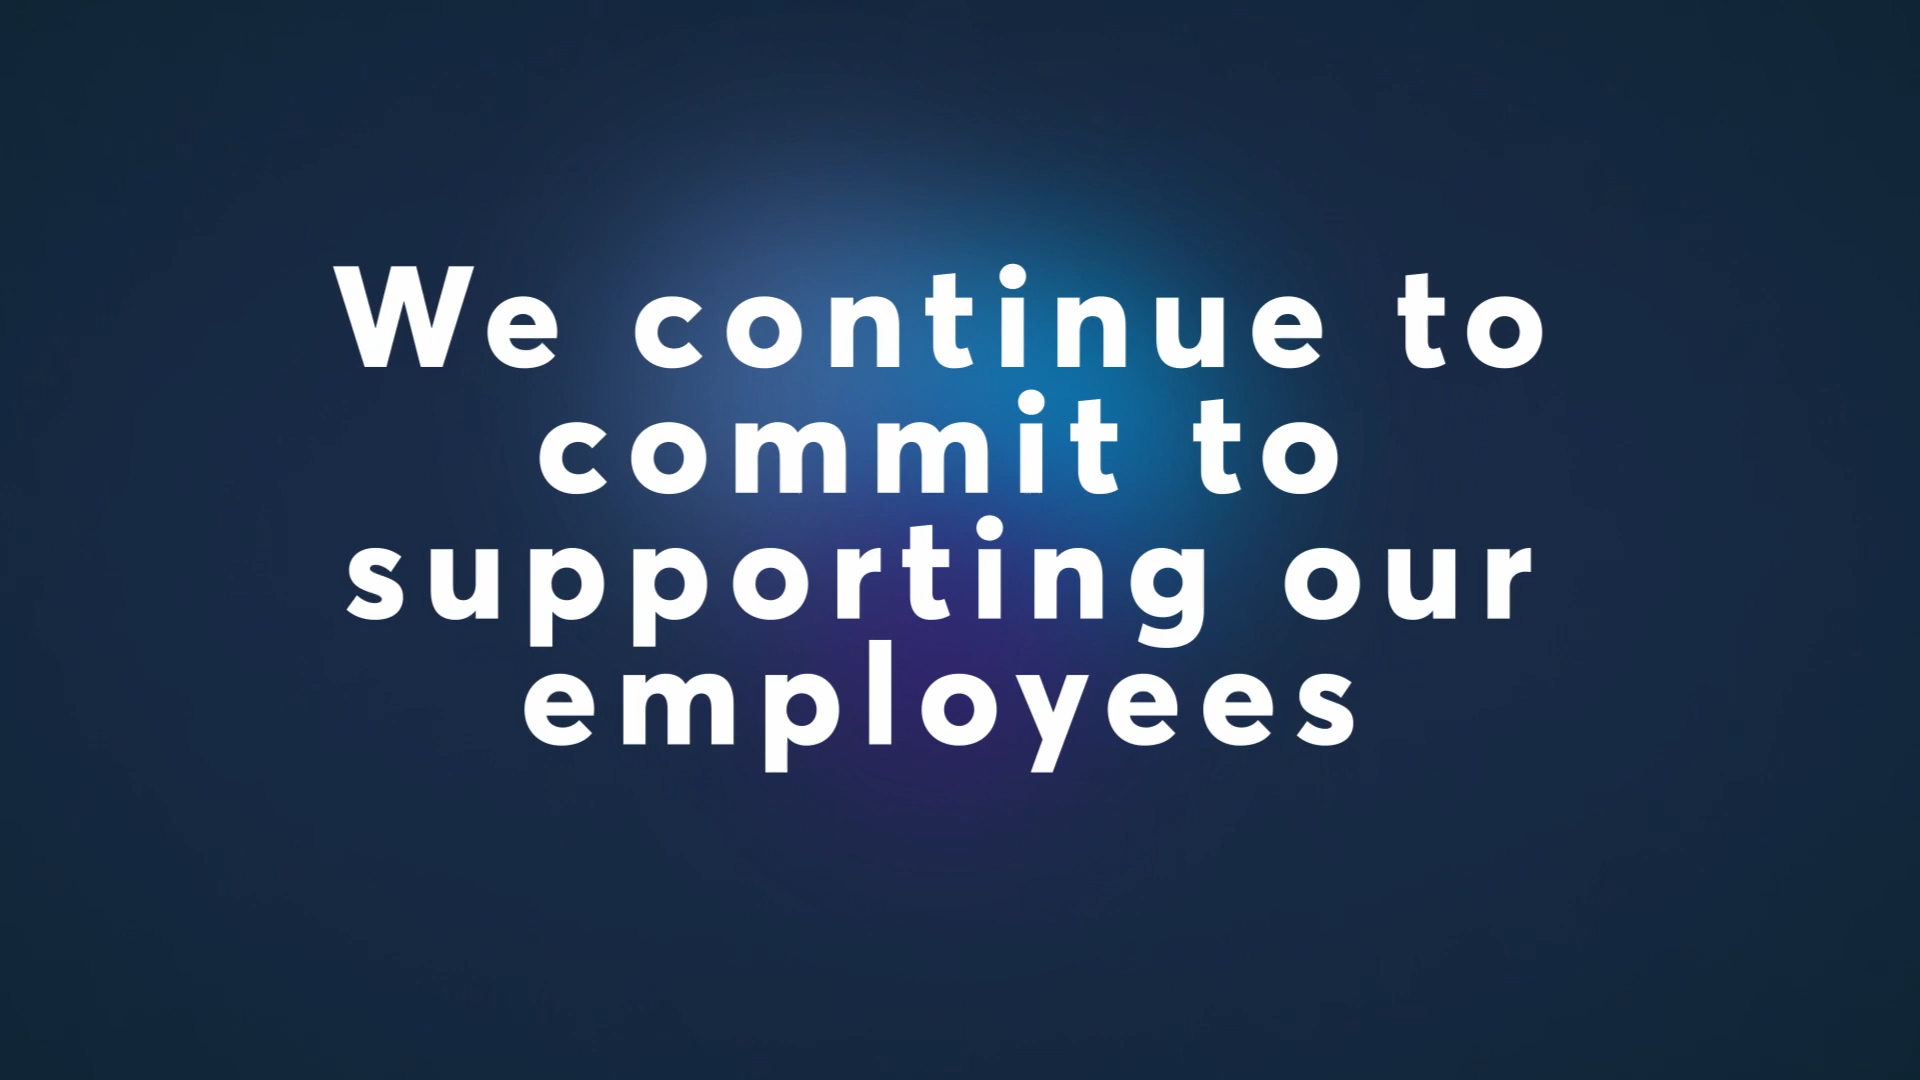 We continue to
commit to
supporting our
employees